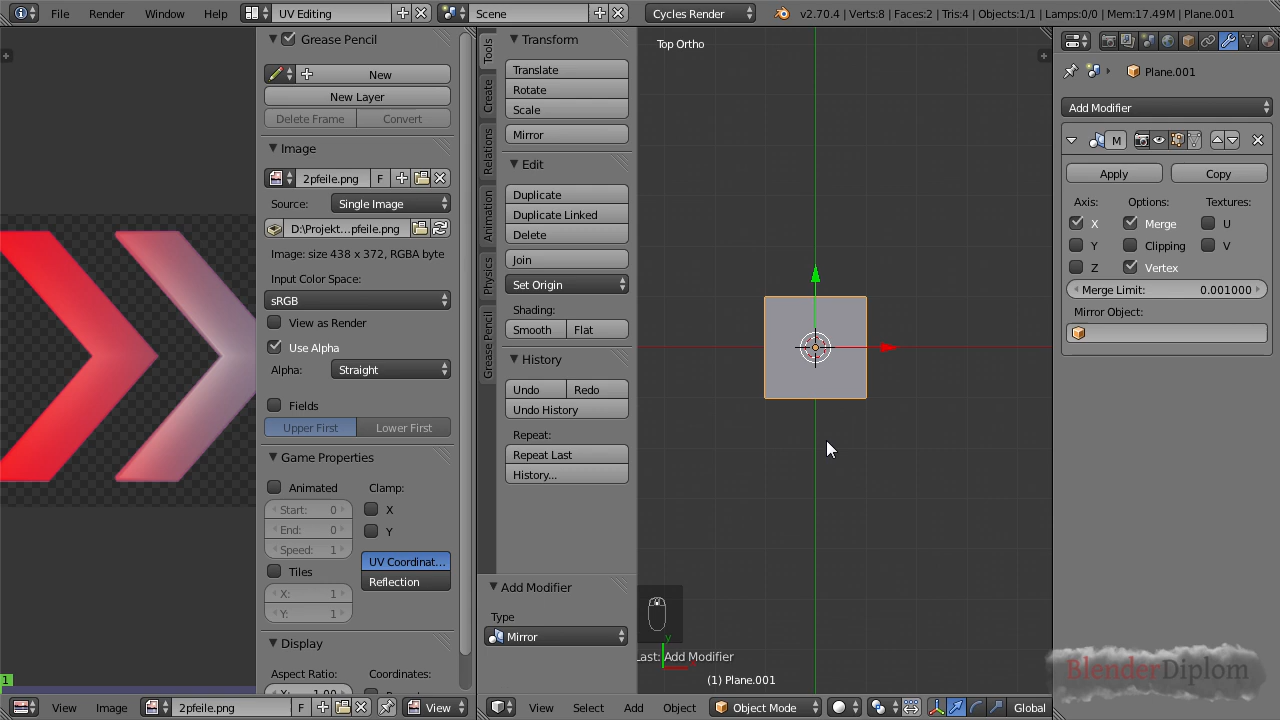 File Render Window Help UV Editing Scene Cycles Render v2.70.4 | Verts:8 | Faces:2 | Tris:4 | Objects:1/1 | Lamps:0/0 | Mem:17.49M | Plane.001
Grease Pencil
New
New Layer
Delete Frame Convert
Image
2pfeile.png F
Source: Single Image
D:\Projekt...pfeile.png
Image: size 438 x 372, RGBA byte
Input Color Space:
sRGB
View as Render
Use Alpha
Alpha: Straight
Fields
Upper First Lower First
Game Properties
Animated Clamp:
Start: 0 X
End: 0 Y
Speed: 1
UV Coordinat...
Tiles Reflection
X: 1
Y: 1
Display
Aspect Ratio: Coordinates:
X: 1.00
1
View Image 2pfeile.png F View
Tools
Create
Relations
Animation
Physics
Grease Pencil
Transform
Translate
Rotate
Scale
Mirror
Edit
Duplicate
Duplicate Linked
Delete
Join
Set Origin
Shading:
Smooth Flat
History
Undo Redo
Undo History
Repeat:
Repeat Last
History...
Add Modifier
Type
Mirror
Top Ortho
y
Last: Add Modifier
(1) Plane.001
View Select Add Object Object Mode Global
Plane.001
Add Modifier
M
Apply Copy
Axis: Options: Textures:
X Merge U
Y Clipping V
Z Vertex
Merge Limit: 0.001000
Mirror Object:
BlenderDiplom